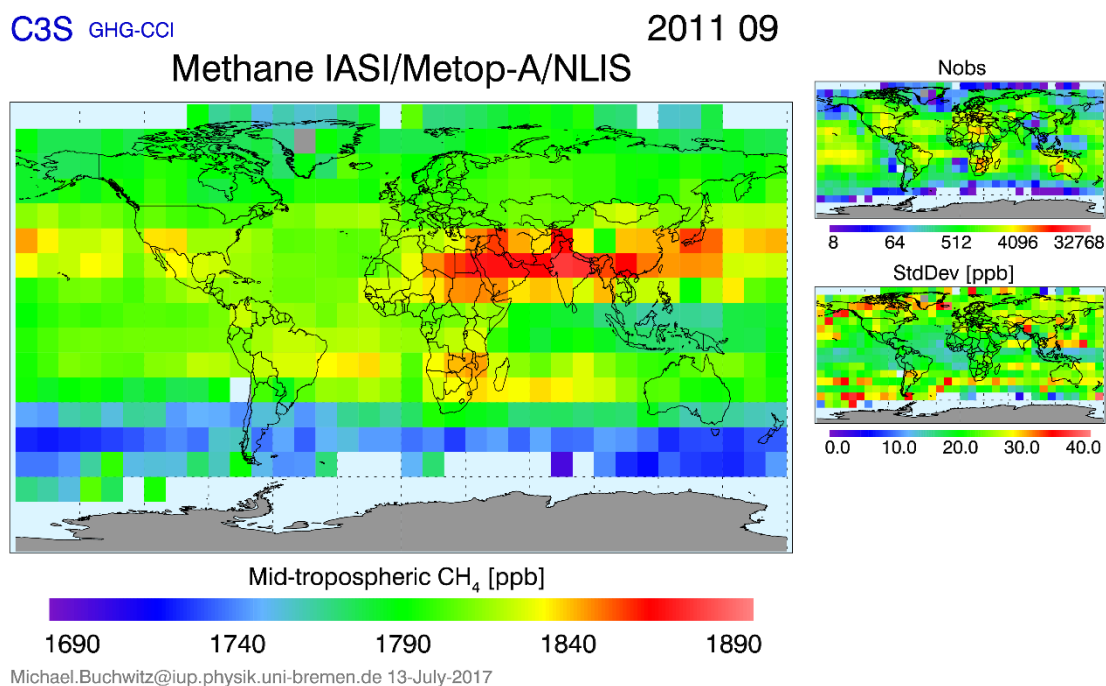 C3S GHG-CCI
2011 09
Methane IASI/Metop-A/NLIS
Nobs
8 64 512 4096 32768
StdDev [ppb]
0.0 10.0 20.0 30.0 40.0
Mid-tropospheric CH₄ [ppb]
1690 1740 1790 1840 1890
Michael.Buchwitz@iup.physik.uni-bremen.de 13-July-2017